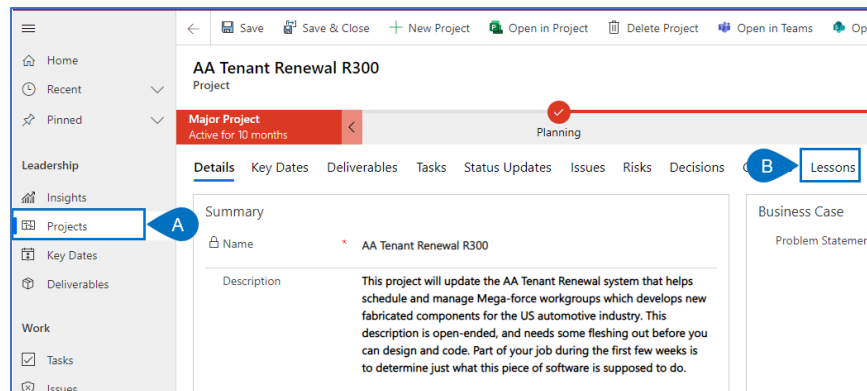 Save
Save & Close
New Project
Open in Project
Delete Project
Open in Teams
Home
Recent
Pinned
Leadership
Insights
Projects
Key Dates
Deliverables
Work
Tasks
Issues
AA Tenant Renewal R300
Project
Major Project
Active for 10 months
Planning
Details Key Dates Deliverables Tasks Status Updates Issues Risks Decisions Lessons
A
B
Summary
Name * AA Tenant Renewal R300
Description
This project will update the AA Tenant Renewal system that helps
schedule and manage Mega-force workgroups which develops new
fabricated components for the US automotive industry. This
description is open-ended, and needs some fleshing out before you
can design and code. Part of your job during the first few weeks is
to determine just what this piece of software is supposed to do.
Business Case
Problem